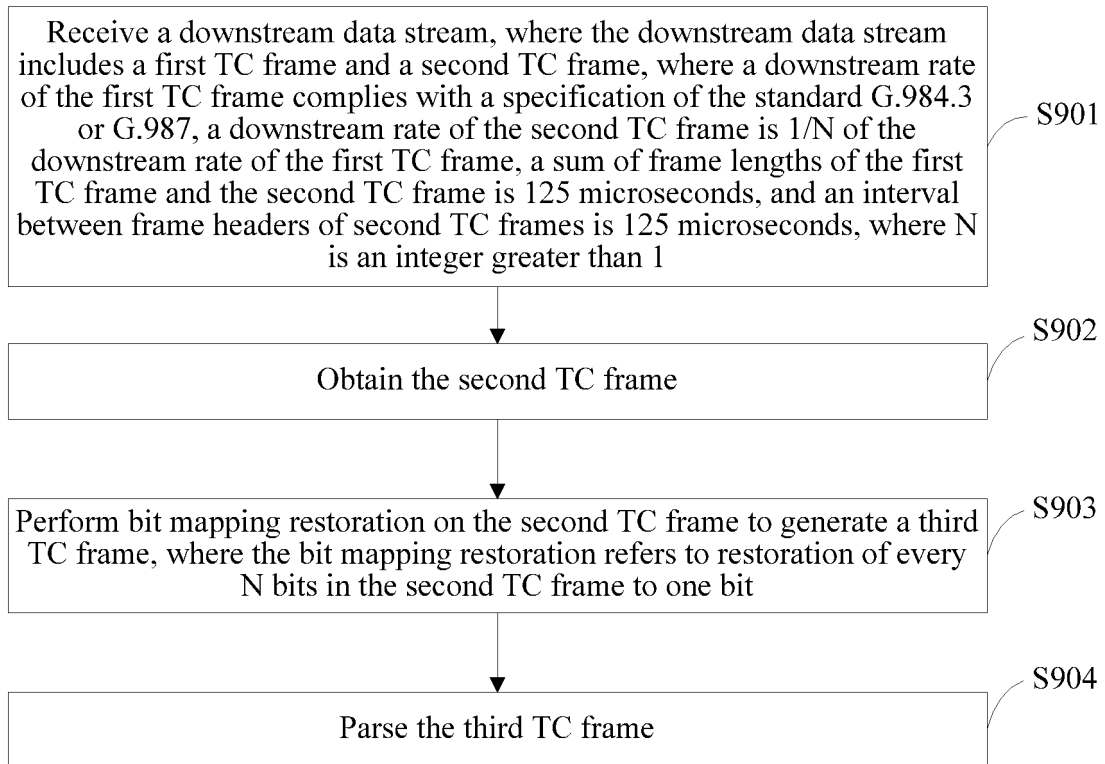 Receive a downstream data stream, where the downstream data stream
includes a first TC frame and a second TC frame, where a downstream rate
of the first TC frame complies with a specification of the standard G.984.3
or G.987, a downstream rate of the second TC frame is 1/N of the
downstream rate of the first TC frame, a sum of frame lengths of the first
TC frame and the second TC frame is 125 microseconds, and an interval
between frame headers of second TC frames is 125 microseconds, where N
is an integer greater than 1
S901
S902
Obtain the second TC frame
S903
Perform bit mapping restoration on the second TC frame to generate a third
TC frame, where the bit mapping restoration refers to restoration of every
N bits in the second TC frame to one bit
S904
Parse the third TC frame